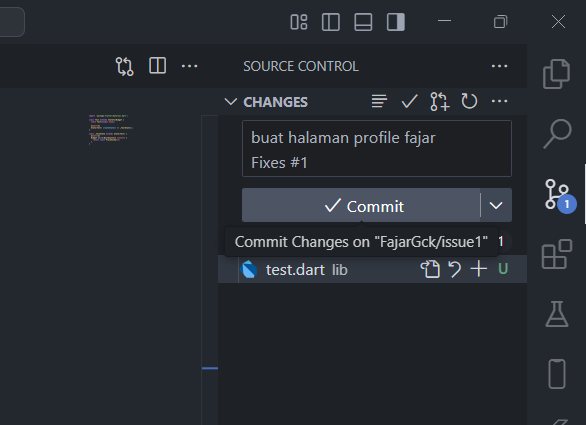 SOURCE CONTROL
CHANGES
buat halaman profile fajar
Fixes #1
Commit
Commit Changes on "FajarGck/issue1"
1
test.dart lib U
1